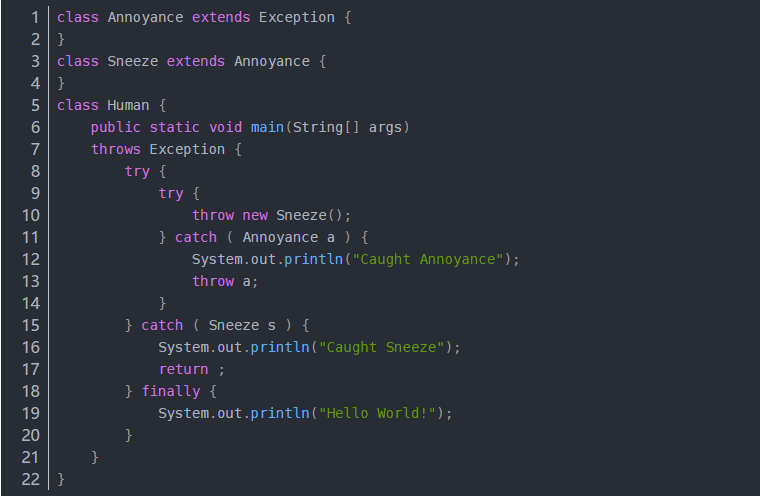 1 class Annoyance extends Exception {
2 }
3 class Sneeze extends Annoyance {
4 }
5 class Human {
6     public static void main(String[] args)
7     throws Exception {
8         try {
9             try {
10                 throw new Sneeze();
11             } catch ( Annoyance a ) {
12                 System.out.println("Caught Annoyance");
13                 throw a;
14             }
15         } catch ( Sneeze s ) {
16             System.out.println("Caught Sneeze");
17             return ;
18         } finally {
19             System.out.println("Hello World!");
20         }
21     }
22 }